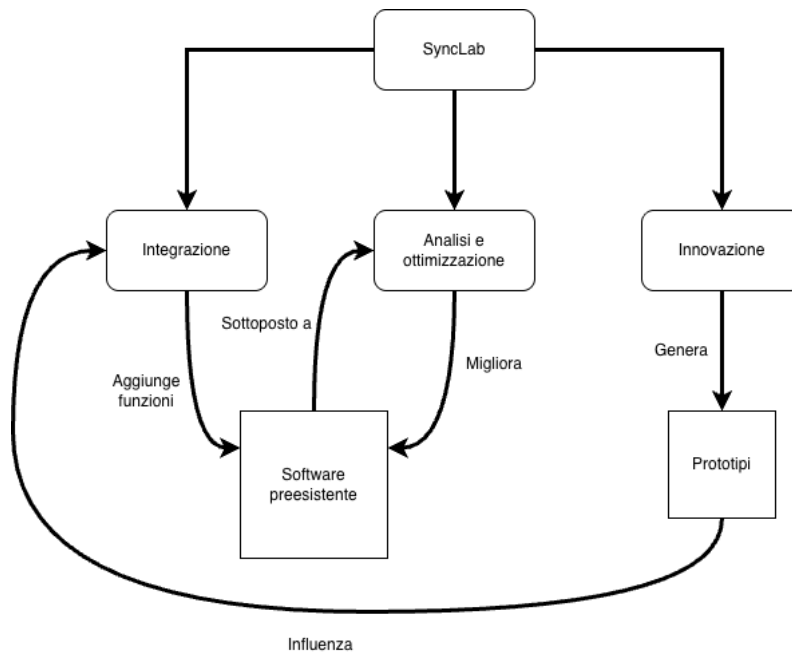 SyncLab
Integrazione
Analisi e
ottimizzazione
Innovazione
Sottoposto a
Genera
Migliora
Aggiunge
funzioni
Software
preesistente
Prototipi
Influenza